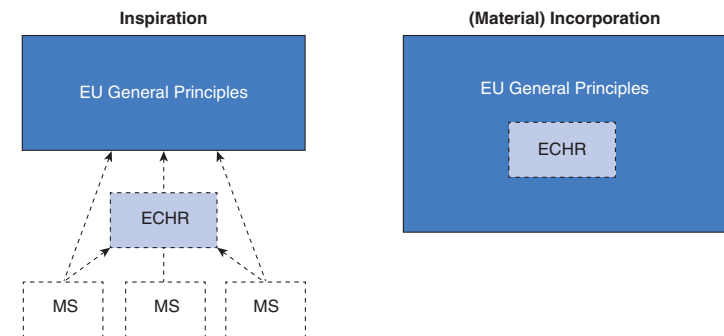 Inspiration
EU General Principles
ECHR
MS
MS
MS
(Material) Incorporation
EU General Principles
ECHR